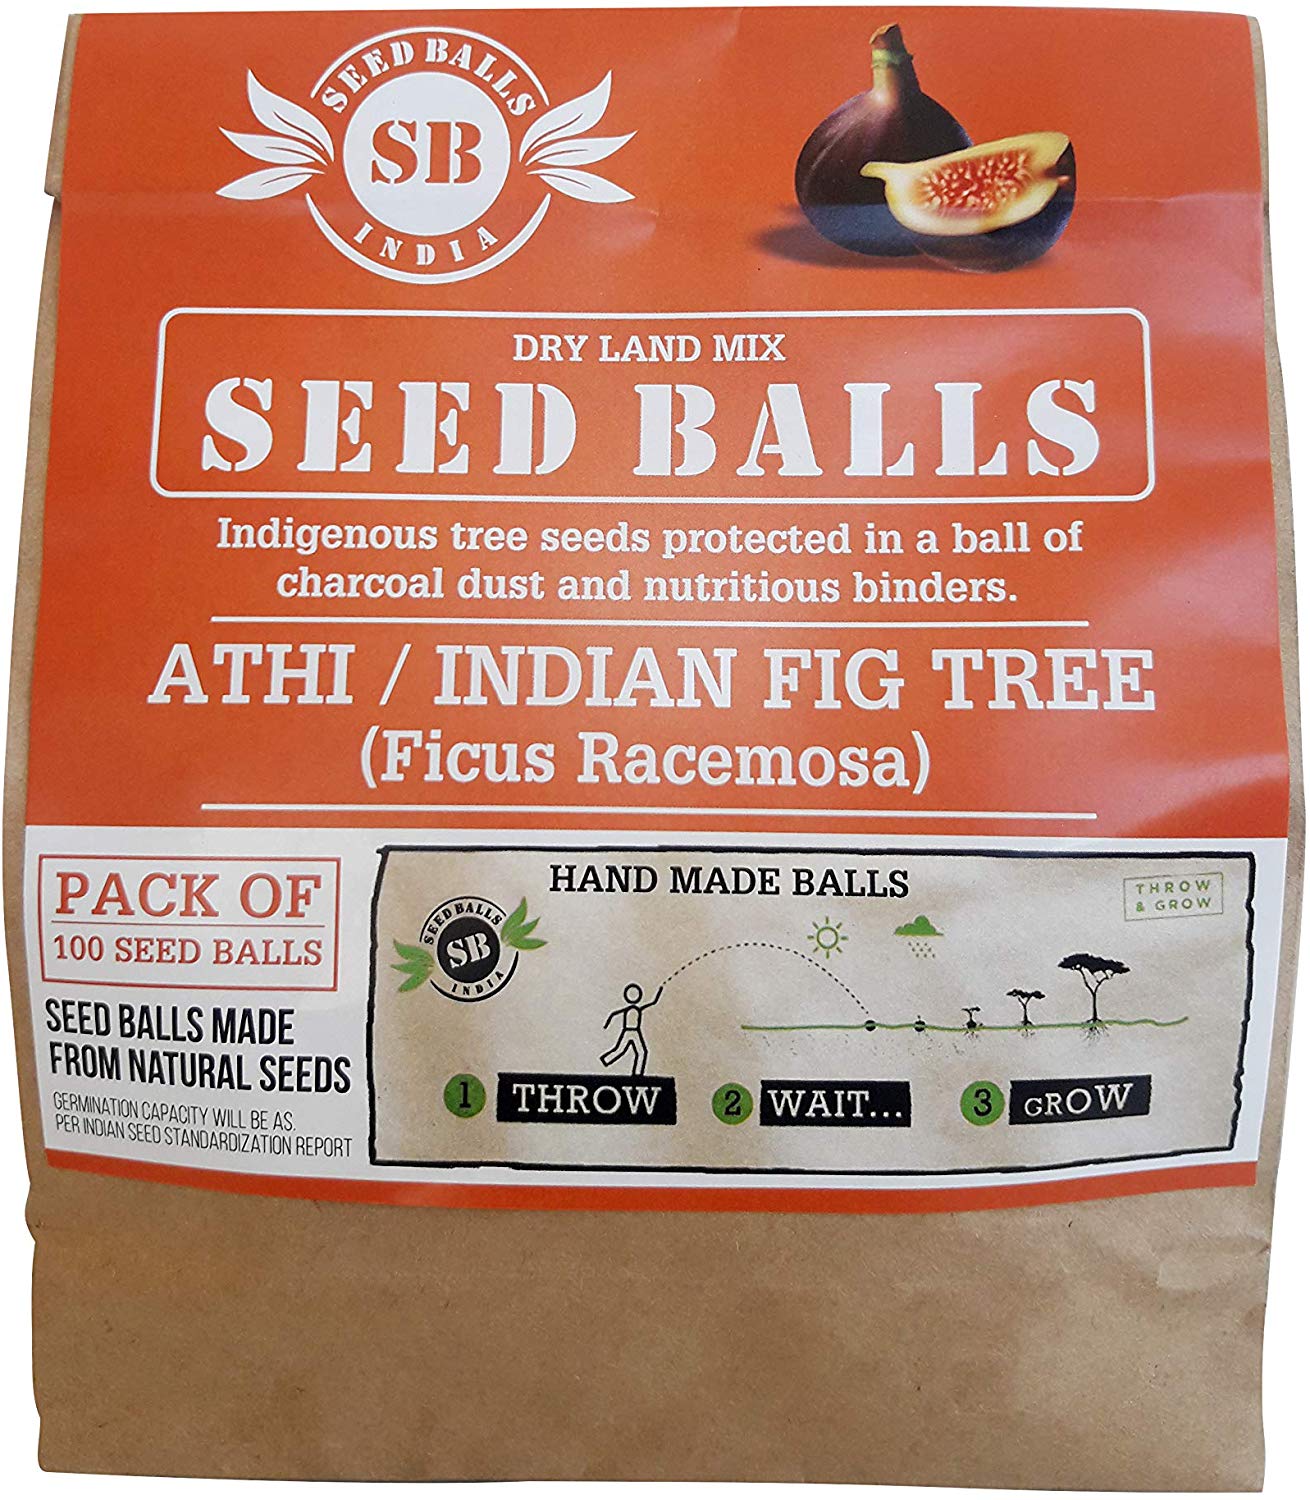 SEED BALLS
SB
INDIA
DRY LAND MIX
SEED BALLS
Indigenous tree seeds protected in a ball of
charcoal dust and nutritious binders.
ATHI / INDIAN FIG TREE
(Ficus Racemosa)
PACK OF
100 SEED BALLS
SEED BALLS MADE
FROM NATURAL SEEDS
GERMINATION CAPACITY WILL BE AS.
PER INDIAN SEED STANDARDIZATION REPORT
HAND MADE BALLS
THROW
& GROW
SEED BALLS
SB
INDIA
1 THROW
2 WAIT...
3 GROW